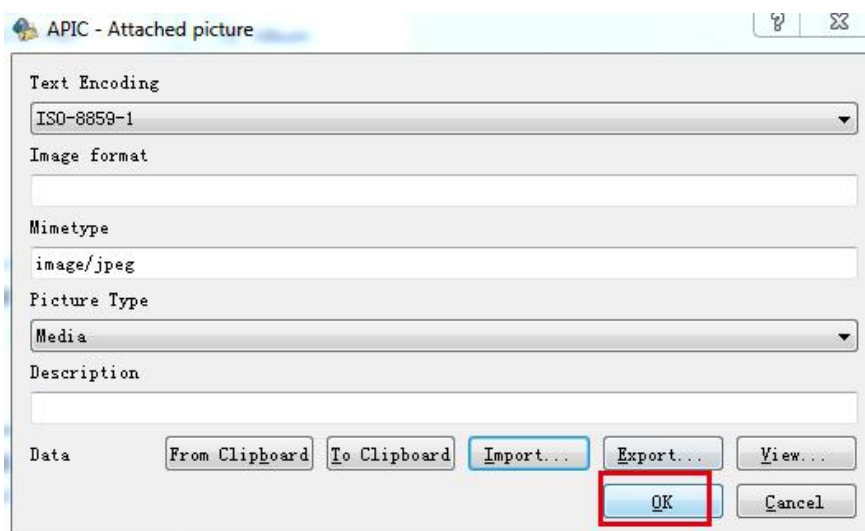 APIC - Attached picture
Text Encoding
ISO-8859-1
Image format
Mimetype
image/jpeg
Picture Type
Media
Description
Data From Clipboard To Clipboard Import... Export... View...
OK Cancel